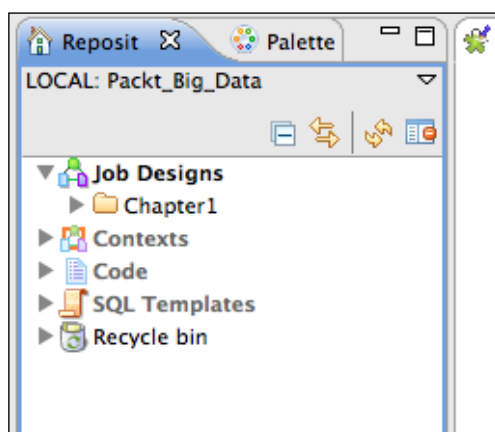 Reposit Palette
LOCAL: Packt_Big_Data
Job Designs
Chapter1
Contexts
Code
SQL Templates
Recycle bin